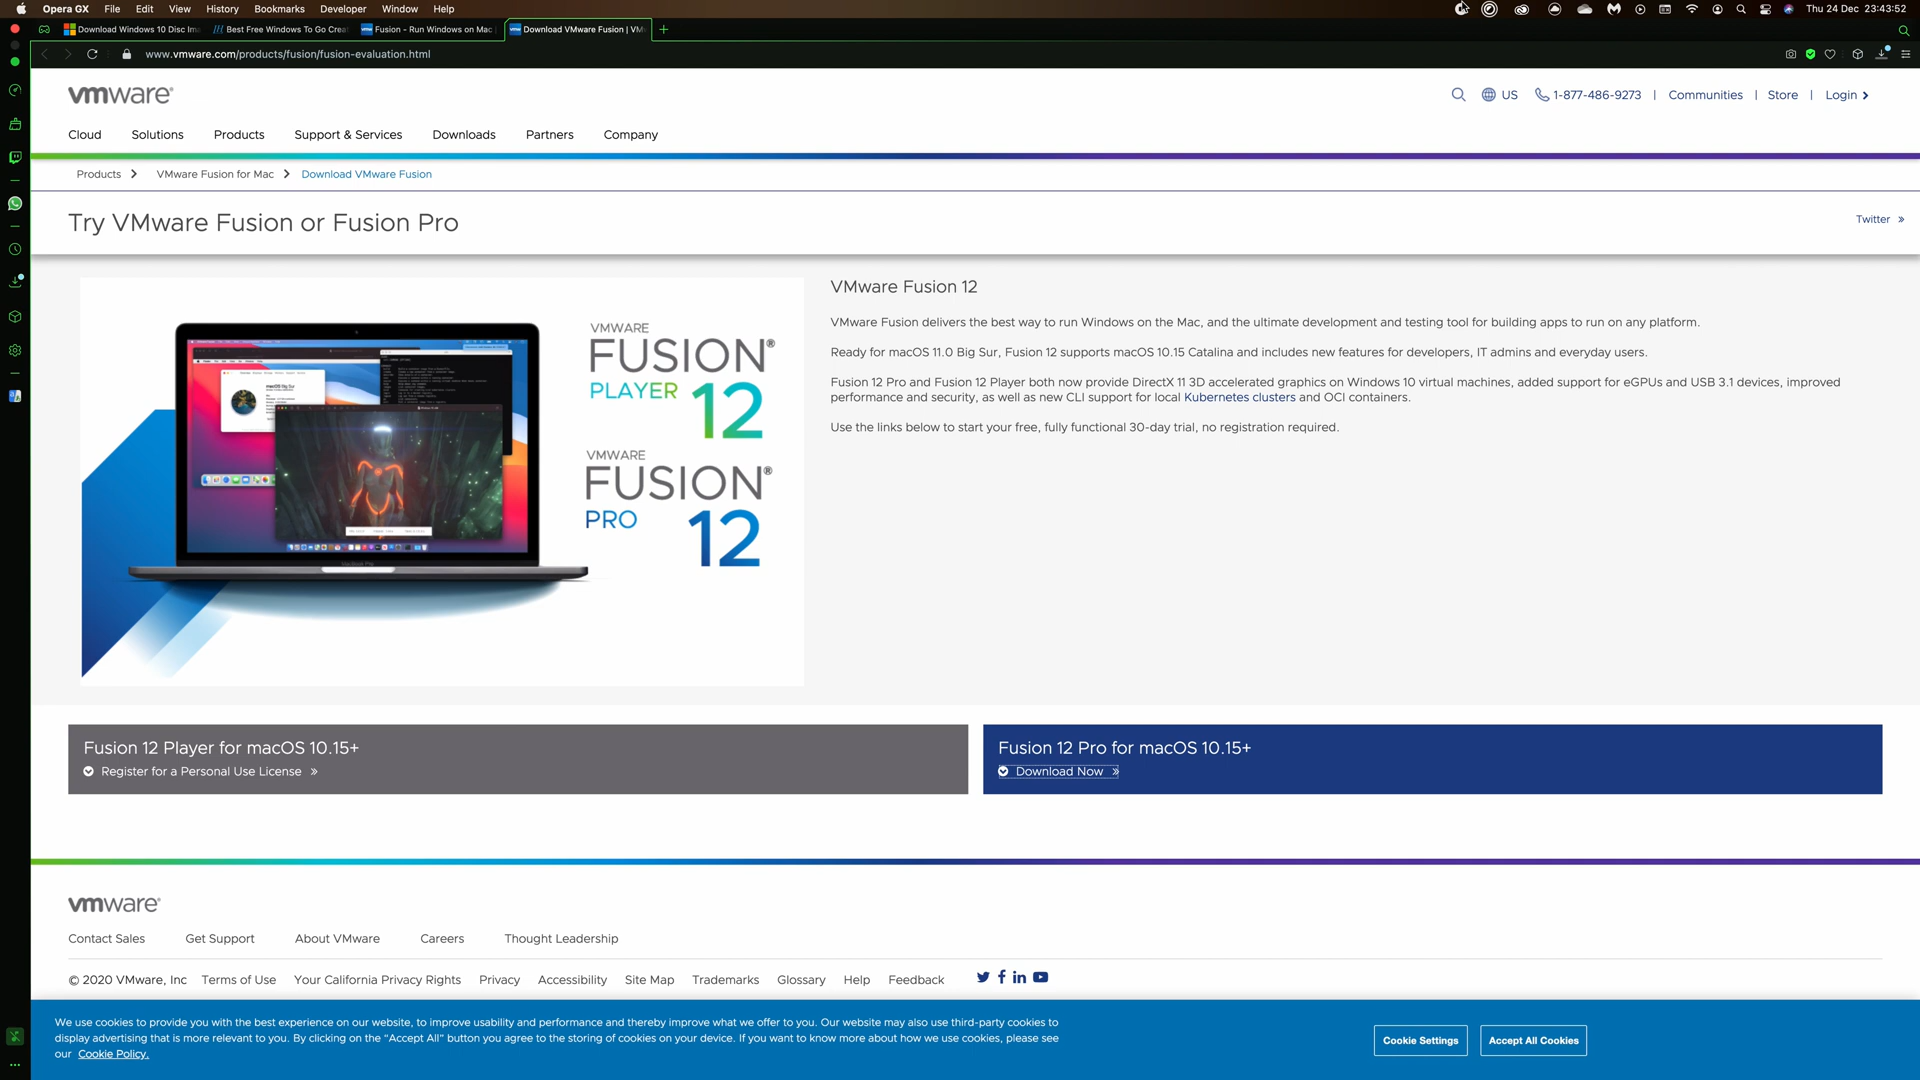 Opera GX File Edit View History Bookmarks Developer Window Help Thu 24 Dec 23:43:52
Download Windows 10 Disc Ima Best Free Windows To Go Creat Fusion - Run Windows on Mac Download VMware Fusion | VM
www.vmware.com/products/fusion/fusion-evaluation.html
vmware®
US 1-877-486-9273 | Communities | Store | Login
Cloud Solutions Products Support & Services Downloads Partners Company
Products VMware Fusion for Mac Download VMware Fusion
Try VMware Fusion or Fusion Pro
Twitter »
VMWARE
FUSION®
PLAYER 12
VMWARE
FUSION®
PRO 12
VMware Fusion 12
VMware Fusion delivers the best way to run Windows on the Mac, and the ultimate development and testing tool for building apps to run on any platform.
Ready for macOS 11.0 Big Sur, Fusion 12 supports macOS 10.15 Catalina and includes new features for developers, IT admins and everyday users.
Fusion 12 Pro and Fusion 12 Player both now provide DirectX 11 3D accelerated graphics on Windows 10 virtual machines, added support for eGPUs and USB 3.1 devices, improved
performance and security, as well as new CLI support for local Kubernetes clusters and OCI containers.
Use the links below to start your free, fully functional 30-day trial, no registration required.
Fusion 12 Player for macOS 10.15+
Register for a Personal Use License »
Fusion 12 Pro for macOS 10.15+
Download Now »
vmware®
Contact Sales Get Support About VMware Careers Thought Leadership
© 2020 VMware, Inc Terms of Use Your California Privacy Rights Privacy Accessibility Site Map Trademarks Glossary Help Feedback
We use cookies to provide you with the best experience on our website, to improve usability and performance and thereby improve what we offer to you. Our website may also use third-party cookies to
display advertising that is more relevant to you. By clicking on the “Accept All” button you agree to the storing of cookies on your device. If you want to know more about how we use cookies, please see
our Cookie Policy.
Cookie Settings
Accept All Cookies